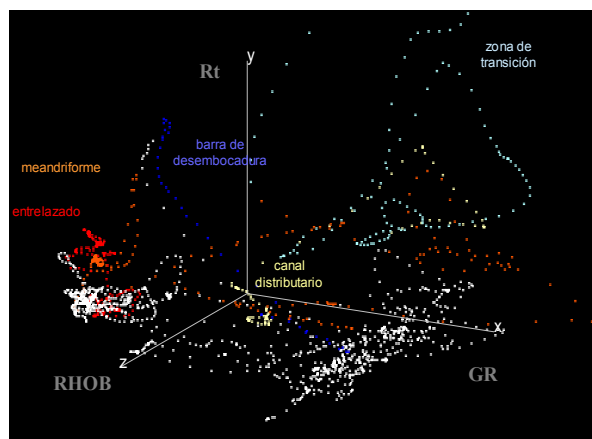 zona de
transición
y
Rt
barra de
desembocadura
meandriforme
entrelazado
canal
distributario
x
z
RHOB
GR